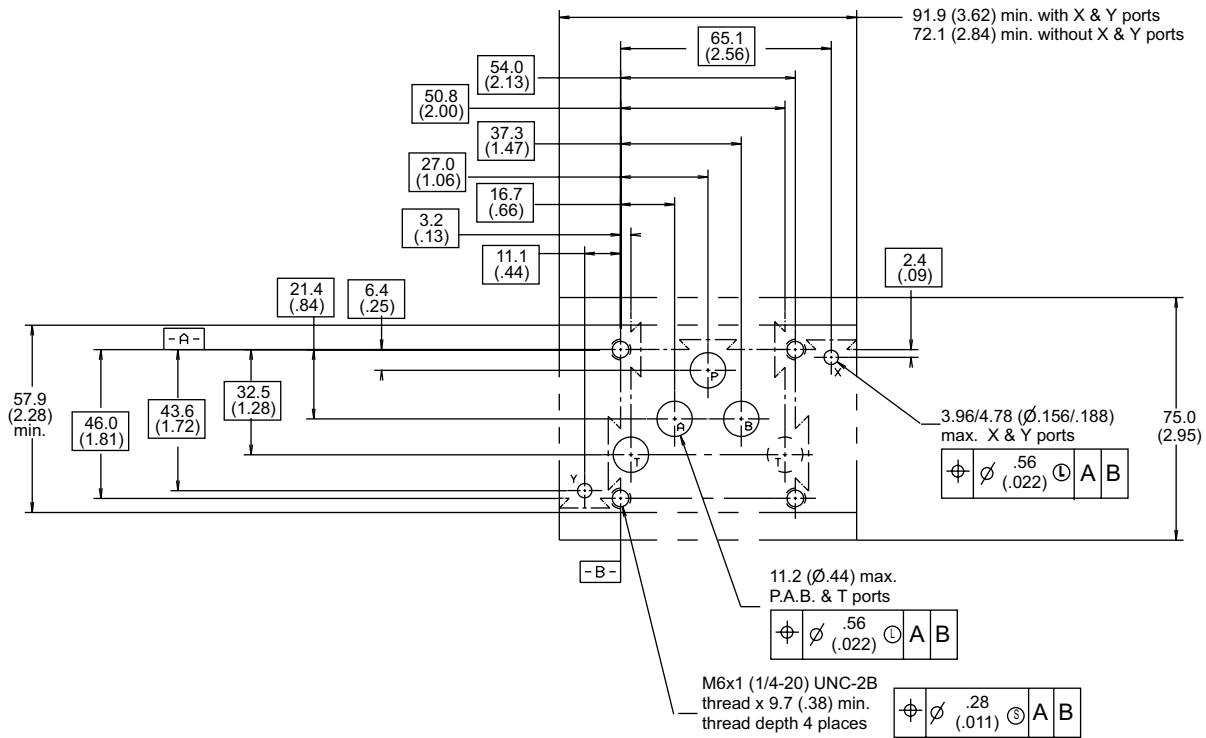 91.9 (3.62) min. with X & Y ports
72.1 (2.84) min. without X & Y ports
65.1
(2.56)
54.0
(2.13)
50.8
(2.00)
37.3
(1.47)
27.0
(1.06)
16.7
(.66)
3.2
(.13)
11.1
(.44)
2.4
(.09)
21.4
(.84)
6.4
(.25)
-A-
32.5
(1.28)
57.9
(2.28)
min.
46.0
(1.81)
43.6
(1.72)
P
X
A
B
T
T
Y
3.96/4.78 (Ø.156/.188)
max. X & Y ports
⌖ Ø .56 Ⓛ A B
(.022)
75.0
(2.95)
-B-
11.2 (Ø.44) max.
P.A.B. & T ports
⌖ Ø .56 Ⓛ A B
(.022)
M6x1 (1/4-20) UNC-2B
thread x 9.7 (.38) min.
thread depth 4 places
⌖ Ø .28 Ⓢ A B
(.011)